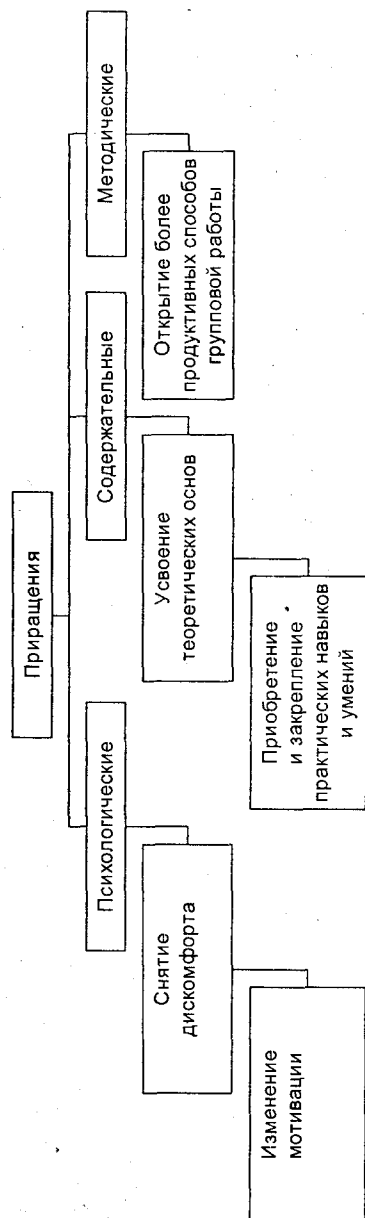 Приращения
Психологические
Содержательные
Методические
Снятие
дискомфорта
Усвоение
теоретических основ
Открытие более
продуктивных способов
групповой работы
Изменение
мотивации
Приобретение
и закрепление
практических навыков
и умений